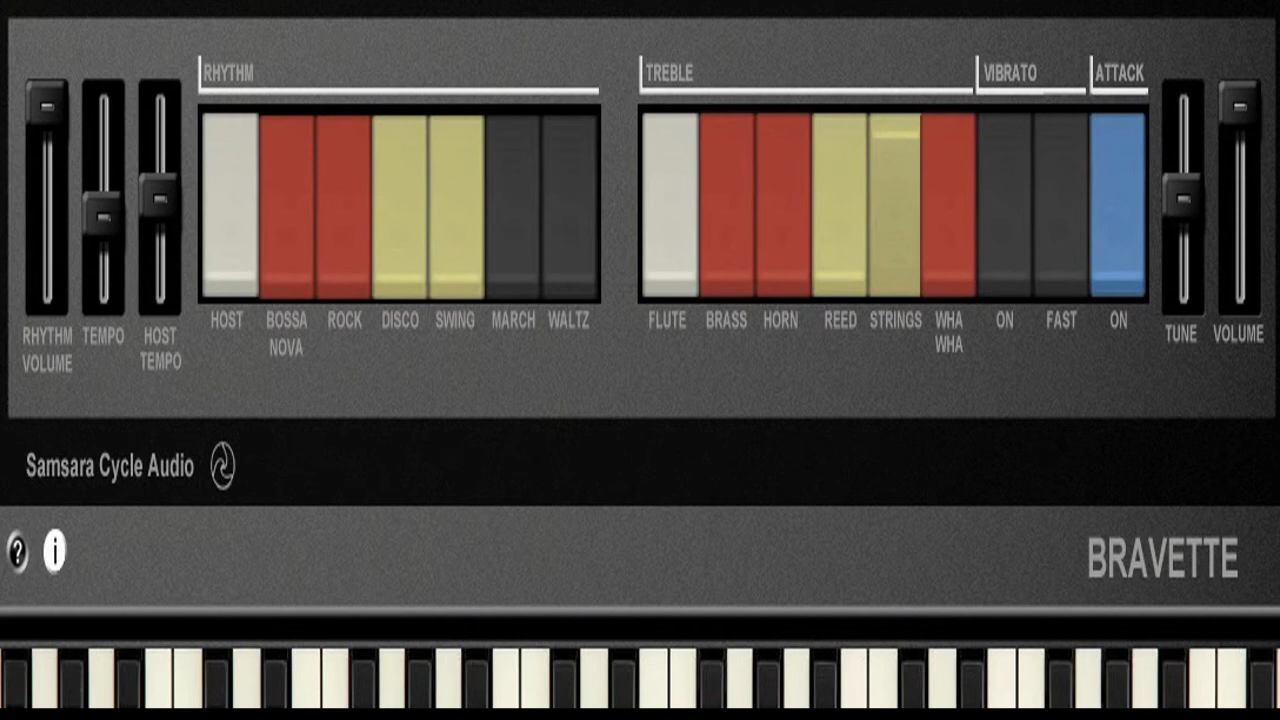 RHYTHM
TREBLE
VIBRATO
ATTACK
HOST
BOSSA
NOVA
ROCK
DISCO
SWING
MARCH
WALTZ
FLUTE
BRASS
HORN
REED
STRINGS
WHA
WHA
ON
FAST
ON
RHYTHM
VOLUME
TEMPO
HOST
TEMPO
TUNE
VOLUME
Samsara Cycle Audio
?
i
BRAVETTE